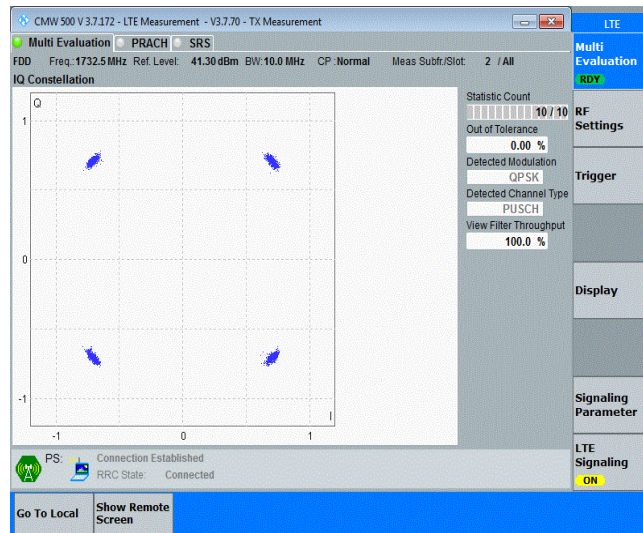 CMW 500 V 3.7.172 - LTE Measurement - V3.7.70 - TX Measurement
LTE
Multi Evaluation PRACH SRS
Multi
Evaluation
RDY
FDD Freq.:1732.5 MHz Ref. Level: 41.30 dBm BW:10.0 MHz CP :Normal Meas Subfr./Slot: 2 / All
IQ Constellation
Q
1
0
-1
I
-1 0 1
Statistic Count
10 / 10
Out of Tolerance
0.00 %
Detected Modulation
QPSK
Detected Channel Type
PUSCH
View Filter Throughput
100.0 %
RF
Settings
Trigger
Display
Signaling
Parameter
LTE
Signaling
ON
PS: Connection Established
RRC State: Connected
Go To Local
Show Remote
Screen